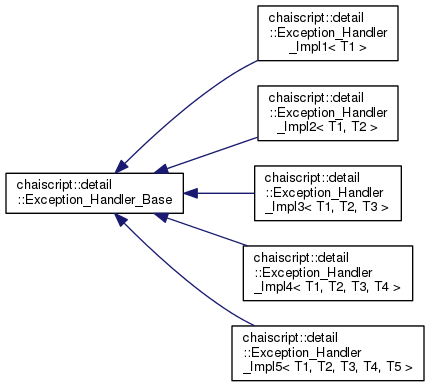 chaiscript::detail
::Exception_Handler
_Impl1< T1 >
chaiscript::detail
::Exception_Handler
_Impl2< T1, T2 >
chaiscript::detail
::Exception_Handler_Base
chaiscript::detail
::Exception_Handler
_Impl3< T1, T2, T3 >
chaiscript::detail
::Exception_Handler
_Impl4< T1, T2, T3, T4 >
chaiscript::detail
::Exception_Handler
_Impl5< T1, T2, T3, T4, T5 >